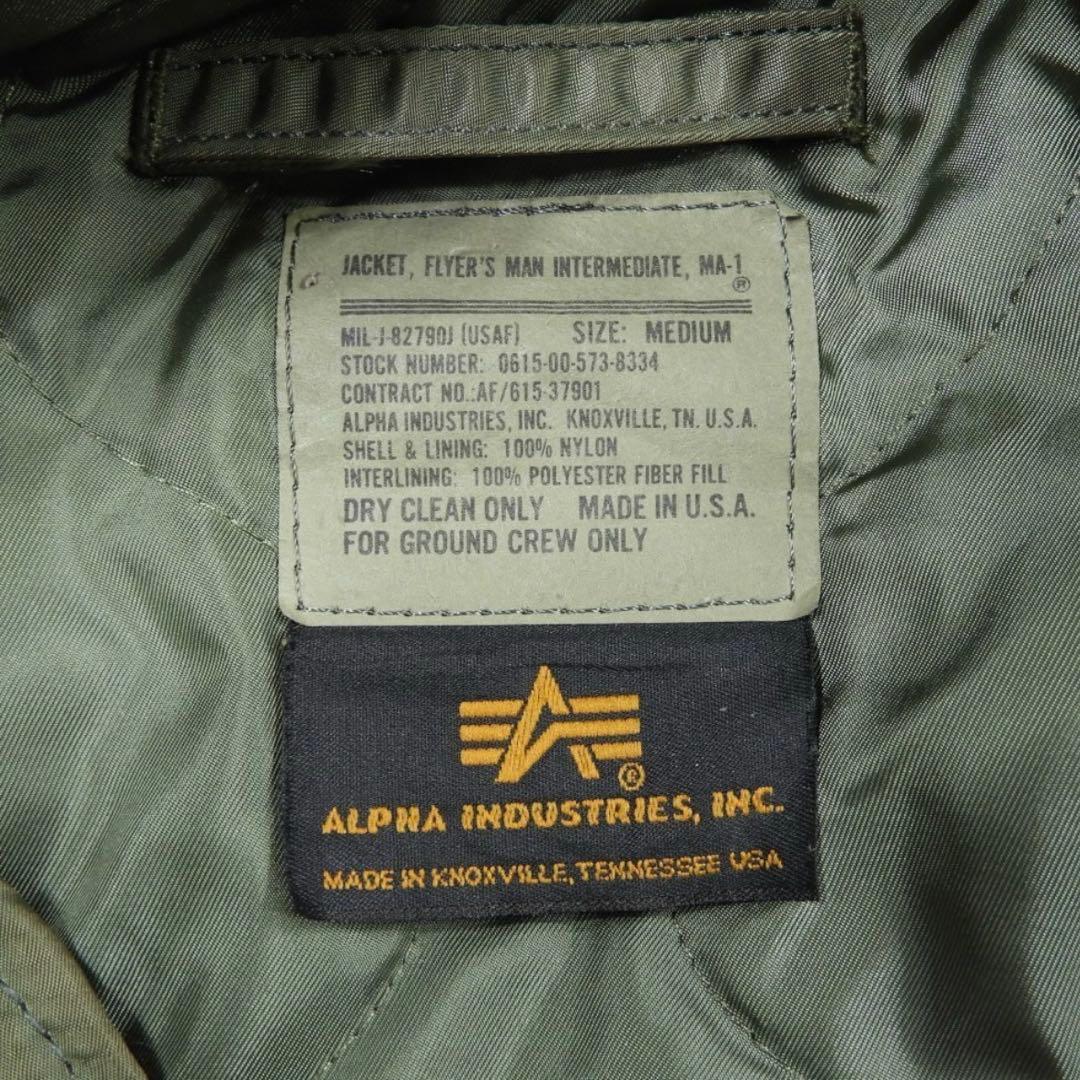 JACKET, FLYER'S MAN INTERMEDIATE, MA-1
®
MIL-J-82790J (USAF) SIZE: MEDIUM
STOCK NUMBER: 0615-00-573-8334
CONTRACT NO.:AF/615-37901
ALPHA INDUSTRIES, INC. KNOXVILLE, TN. U.S.A.
SHELL & LINING: 100% NYLON
INTERLINING: 100% POLYESTER FIBER FILL
DRY CLEAN ONLY MADE IN U.S.A.
FOR GROUND CREW ONLY
®
ALPHA INDUSTRIES, INC.
MADE IN KNOXVILLE, TENNESSEE USA